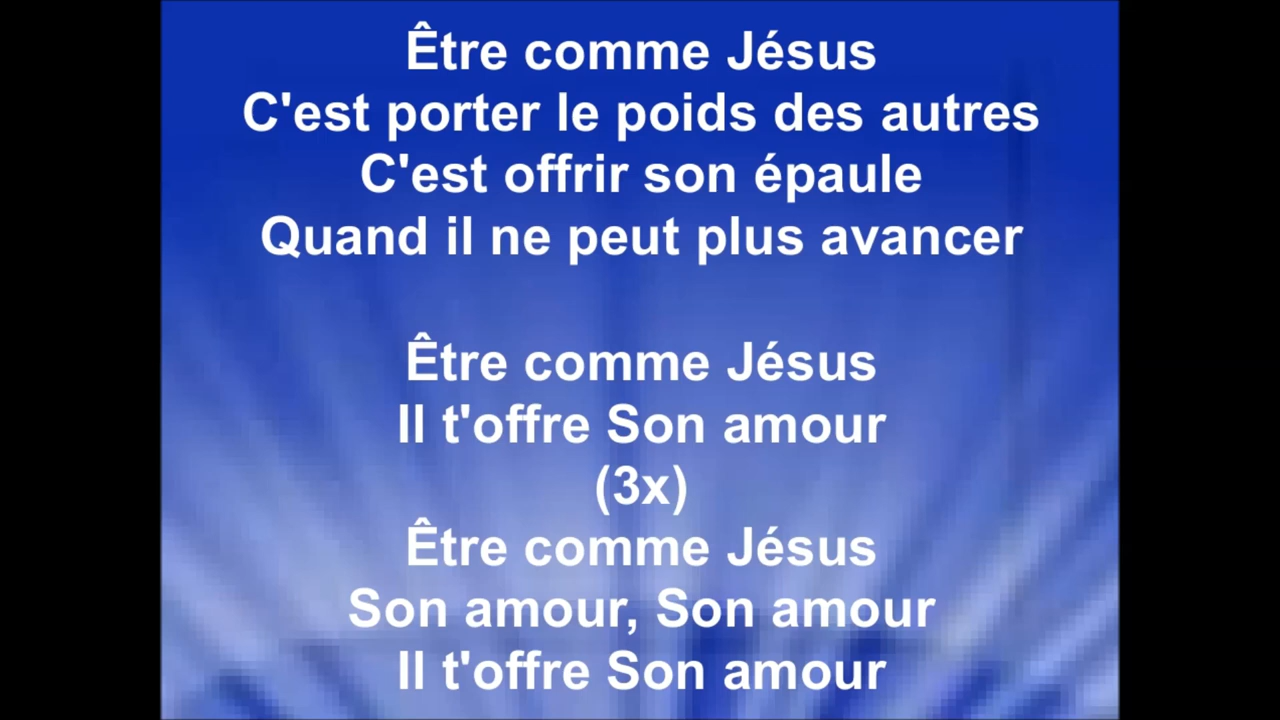 Être comme Jésus
C'est porter le poids des autres
C'est offrir son épaule
Quand il ne peut plus avancer
Être comme Jésus
Il t'offre Son amour
(3x)
Être comme Jésus
Son amour, Son amour
Il t'offre Son amour